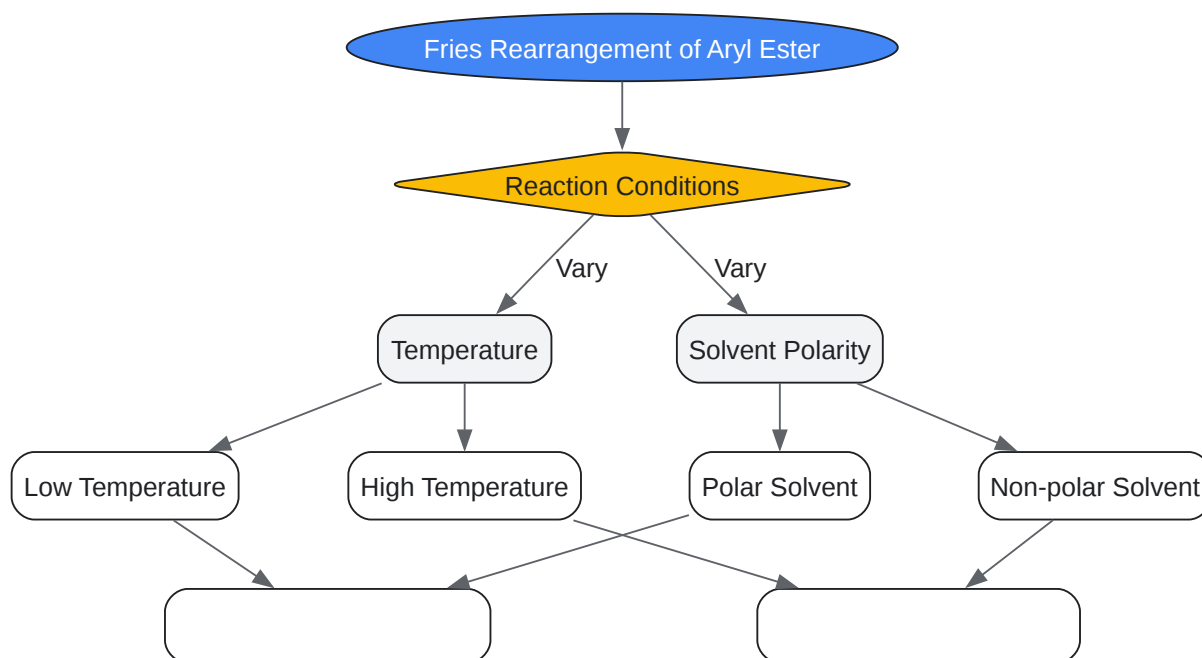 Fries Rearrangement of Aryl Ester
Reaction Conditions
Vary
Vary
Temperature
Solvent Polarity
Low Temperature
High Temperature
Polar Solvent
Non-polar Solvent